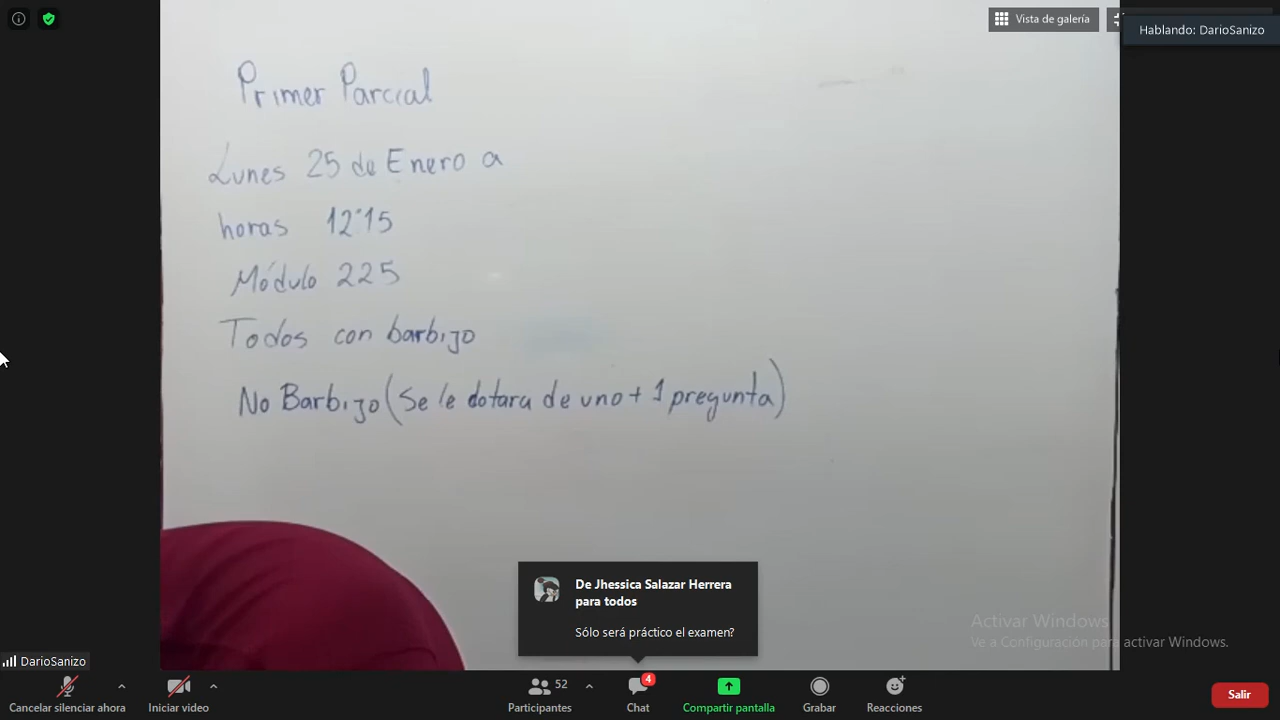 Vista de galería
Hablando: DarioSanizo
Primer Parcial
Lunes 25 de Enero a
horas 12:15
Módulo 225
Todos con barbijo
No Barbijo (Se le dotara de uno + 1 pregunta)
De Jhessica Salazar Herrera
para todos
Sólo será práctico el examen?
Activar Windows
Ve a Configuración para activar Windows.
DarioSanizo
Cancelar silenciar ahora
Iniciar video
52
Participantes
4
Chat
Compartir pantalla
Grabar
Reacciones
Salir